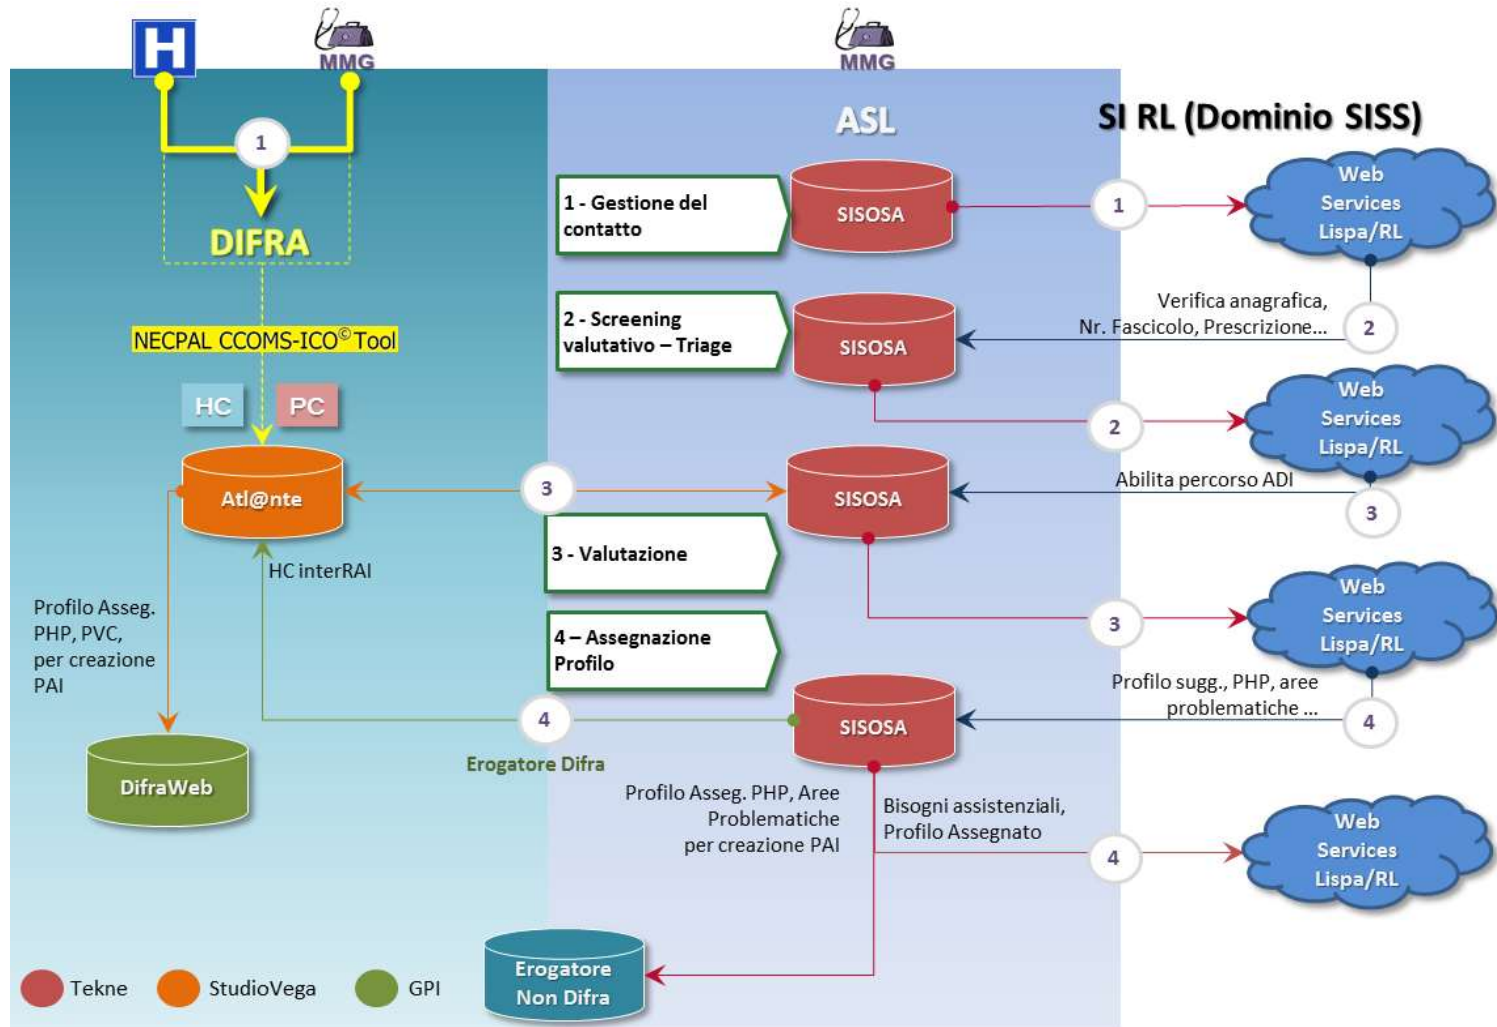 H
MMG
MMG
1
DIFRA
NECPAL CCOMS-ICO© Tool
HC
PC
Atl@nte
HC interRAI
Profilo Asseg.
PHP, PVC,
per creazione
PAI
DifraWeb
ASL
SI RL (Dominio SISS)
1 - Gestione del
contatto
SISOSA
1
Web
Services
Lispa/RL
Verifica anagrafica,
Nr. Fascicolo, Prescrizione...
2
2 - Screening
valutativo – Triage
SISOSA
2
Web
Services
Lispa/RL
Abilita percorso ADI
3
3
SISOSA
3 - Valutazione
3
Web
Services
Lispa/RL
4 – Assegnazione
Profilo
Profilo sugg., PHP, aree
problematiche ...
4
4
Erogatore Difra
SISOSA
Profilo Asseg. PHP, Aree
Problematiche
per creazione PAI
Bisogni assistenziali,
Profilo Assegnato
4
Web
Services
Lispa/RL
Erogatore
Non Difra
Tekne
StudioVega
GPI